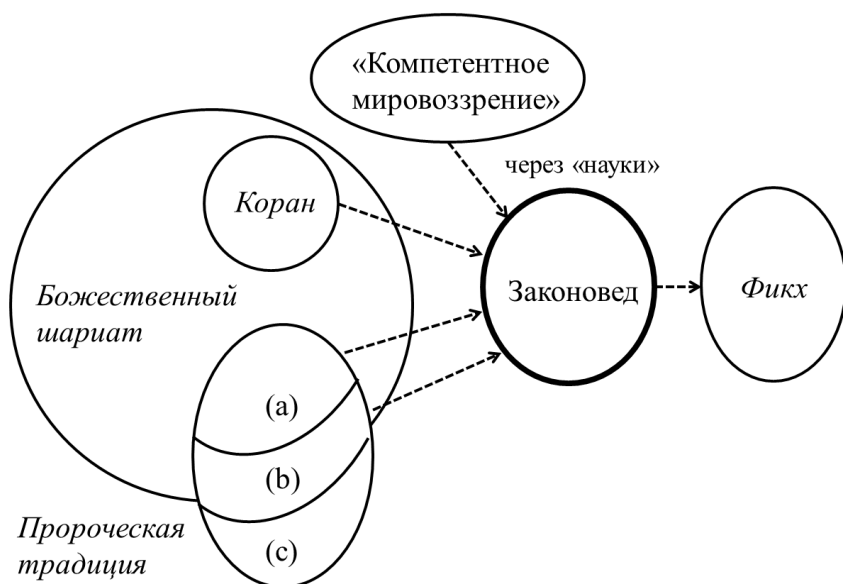 «Компетентное
мировоззрение»
через «науки»
Коран
Божественный
шариат
Законовед
Фикх
(a)
(b)
(c)
Пророческая
традиция